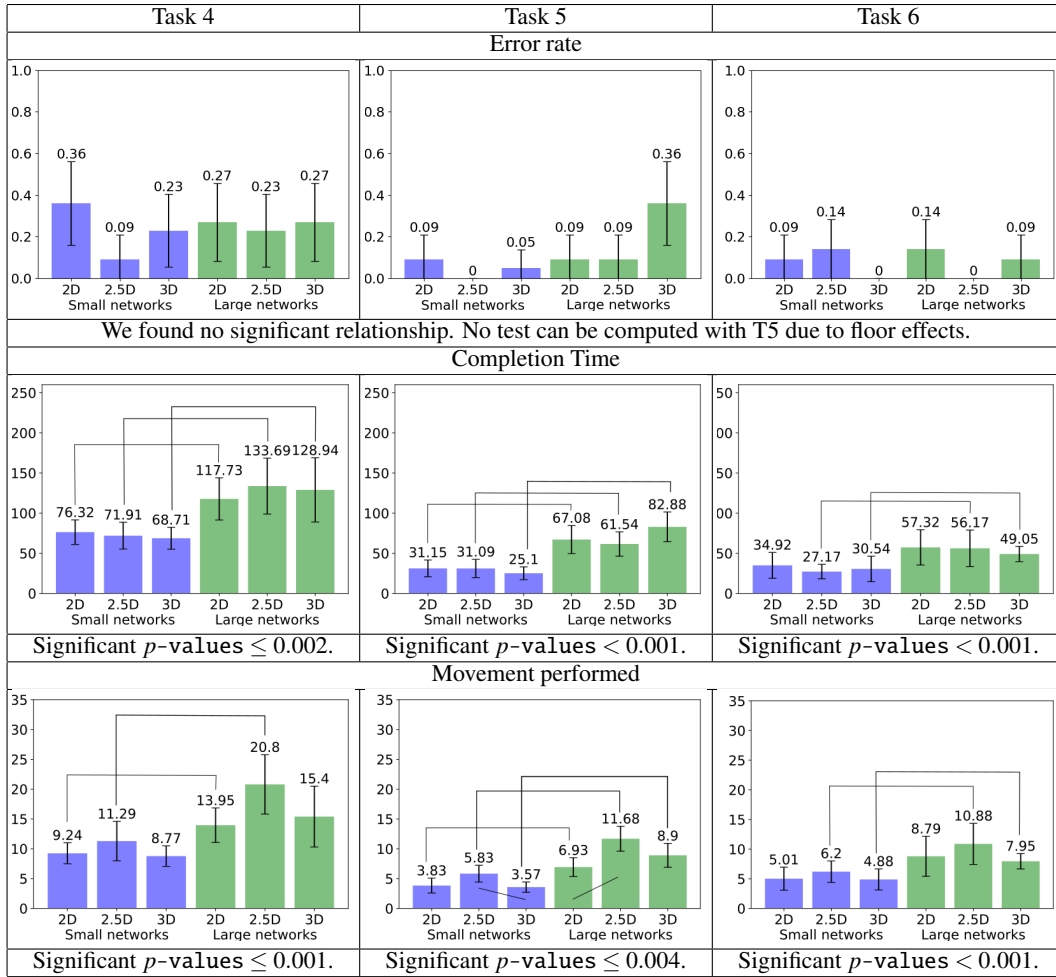 Task 4 Task 5 Task 6
Error rate
1.0 1.0 1.0
0.8 0.8 0.8
0.6 0.6 0.6
0.4 0.4 0.4
0.2 0.2 0.2
0.0 0.0 0.0
0.36 0.09 0.23 0.27 0.23 0.27
0.09 0 0.05 0.09 0.09 0.36
0.09 0.14 0 0.14 0 0.09
2D 2.5D 3D 2D 2.5D 3D 2D 2.5D 3D 2D 2.5D 3D 2D 2.5D 3D 2D 2.5D 3D
Small networks Large networks Small networks Large networks Small networks Large networks
We found no significant relationship. No test can be computed with T5 due to floor effects.
Completion Time
250 250 50
200 200 00
150 150 50
100 100 00
50 50 50
0 0 0
76.32 71.91 68.71 117.73 133.69 128.94
31.15 31.09 25.1 67.08 61.54 82.88
34.92 27.17 30.54 57.32 56.17 49.05
2D 2.5D 3D 2D 2.5D 3D 2D 2.5D 3D 2D 2.5D 3D 2D 2.5D 3D 2D 2.5D 3D
Small networks Large networks Small networks Large networks Small networks Large networks
Significant p-values ≤ 0.002. Significant p-values < 0.001. Significant p-values < 0.001.
Movement performed
35 35 35
30 30 30
25 25 25
20 20 20
15 15 15
10 10 10
5 5 5
0 0 0
9.24 11.29 8.77 13.95 20.8 15.4
3.83 5.83 3.57 6.93 11.68 8.9
5.01 6.2 4.88 8.79 10.88 7.95
2D 2.5D 3D 2D 2.5D 3D 2D 2.5D 3D 2D 2.5D 3D 2D 2.5D 3D 2D 2.5D 3D
Small networks Large networks Small networks Large networks Small networks Large networks
Significant p-values ≤ 0.001. Significant p-values ≤ 0.004. Significant p-values < 0.001.